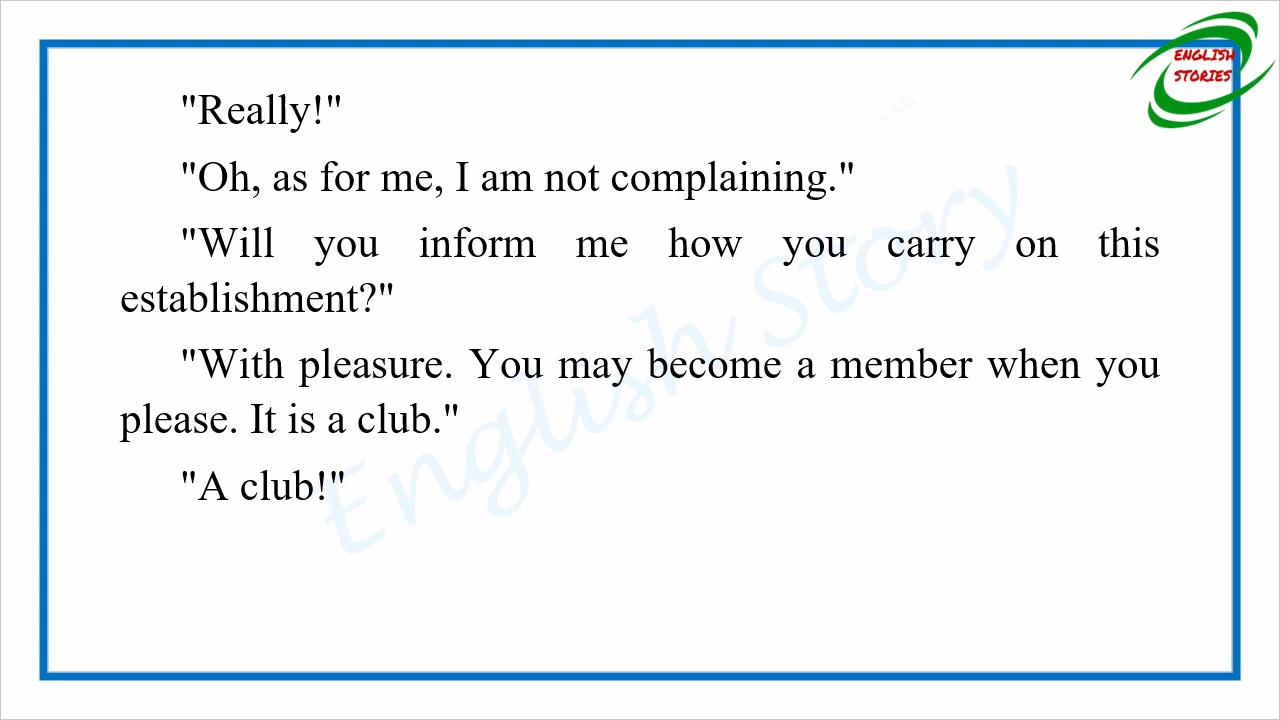 ENGLISH
STORIES
"Really!"
"Oh, as for me, I am not complaining."
"Will you inform me how you carry on this
establishment?"
"With pleasure. You may become a member when you
please. It is a club."
"A club!"
English Story